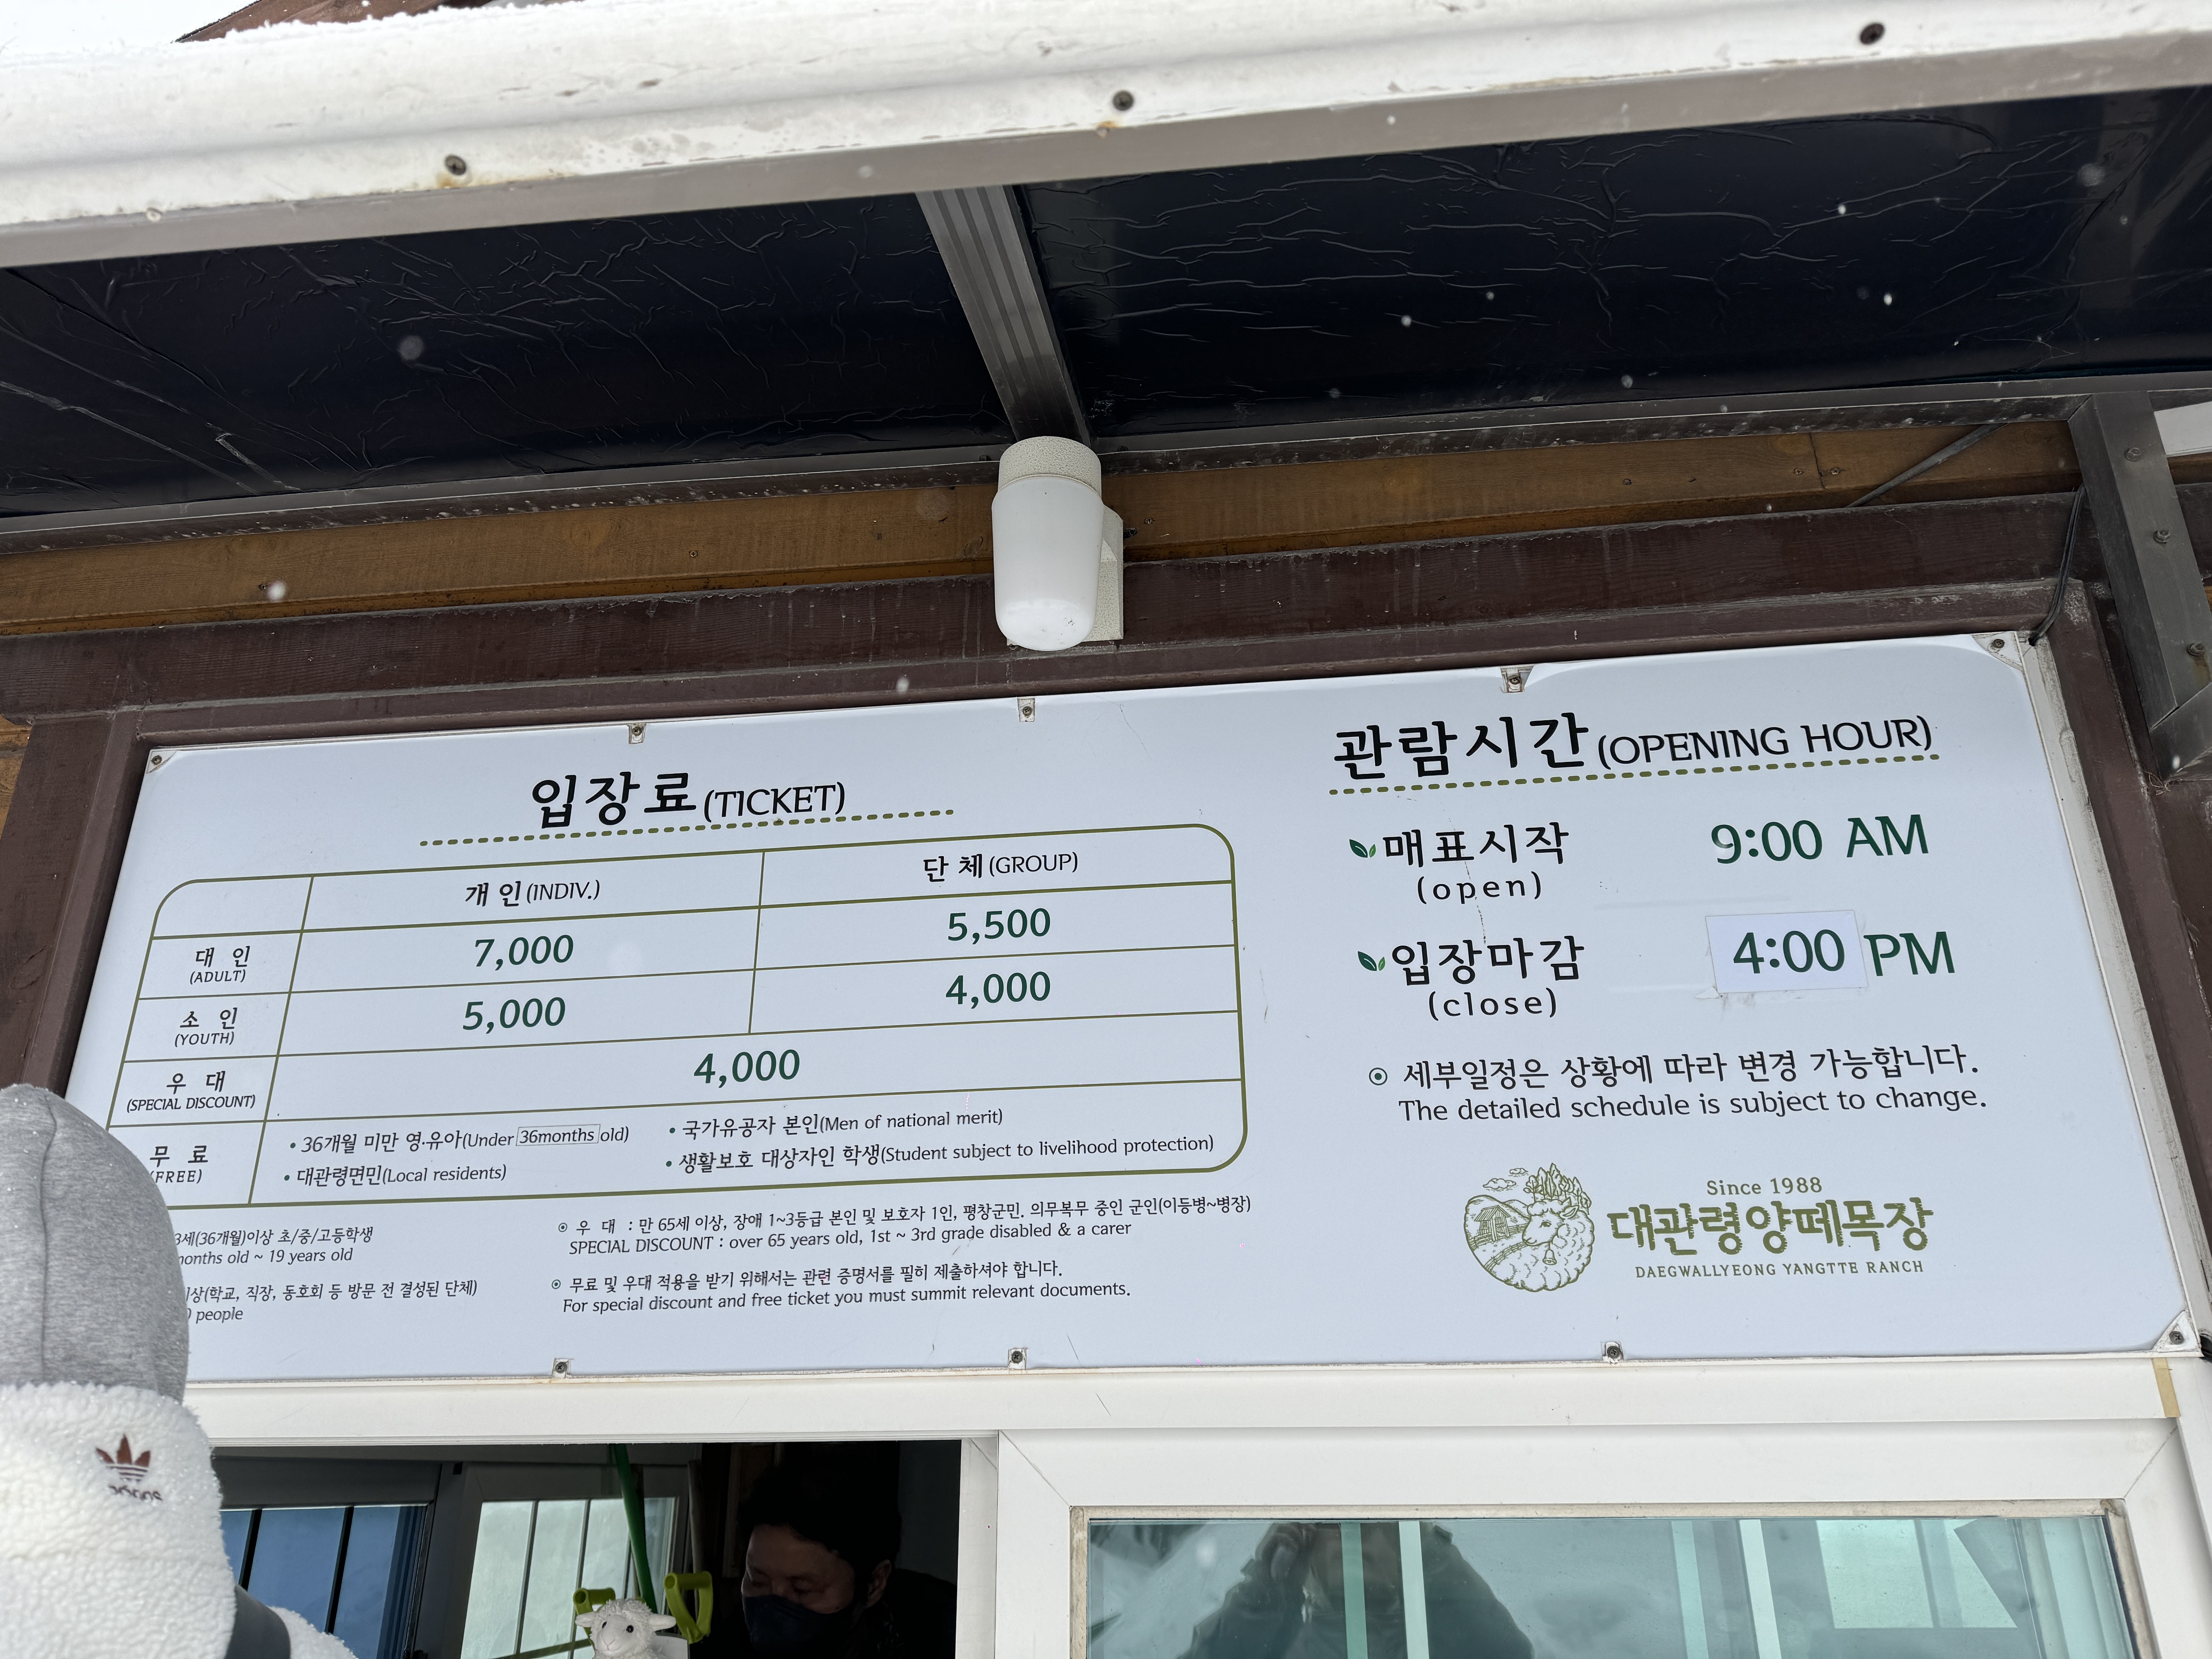 입장료(TICKET)
개 인(INDIV.) 단 체(GROUP)
대 인 7,000 5,500
(ADULT)
소 인 5,000 4,000
(YOUTH)
우 대 4,000
(SPECIAL DISCOUNT)
무 료
(FREE)
• 36개월 미만 영·유아(Under 36months old)
• 국가유공자 본인(Men of national merit)
• 대관령면민(Local residents)
• 생활보호 대상자인 학생(Student subject to livelihood protection)
3세(36개월)이상 초/중/고등학생
months old ~ 19 years old
이상(학교, 직장, 동호회 등 방문 전 결성된 단체)
people
⊙ 우 대 : 만 65세 이상, 장애 1~3등급 본인 및 보호자 1인, 평창군민, 의무복무 중인 군인(이등병~병장)
SPECIAL DISCOUNT : over 65 years old, 1st ~ 3rd grade disabled & a carer
⊙ 무료 및 우대 적용을 받기 위해서는 관련 증명서를 필히 제출하셔야 합니다.
For special discount and free ticket you must summit relevant documents.
관람시간(OPENING HOUR)
매표시작 9:00 AM
(open)
입장마감 4:00 PM
(close)
⊙ 세부일정은 상황에 따라 변경 가능합니다.
The detailed schedule is subject to change.
Since 1988
대관령양떼목장
DAEGWALLYEONG YANGTTE RANCH